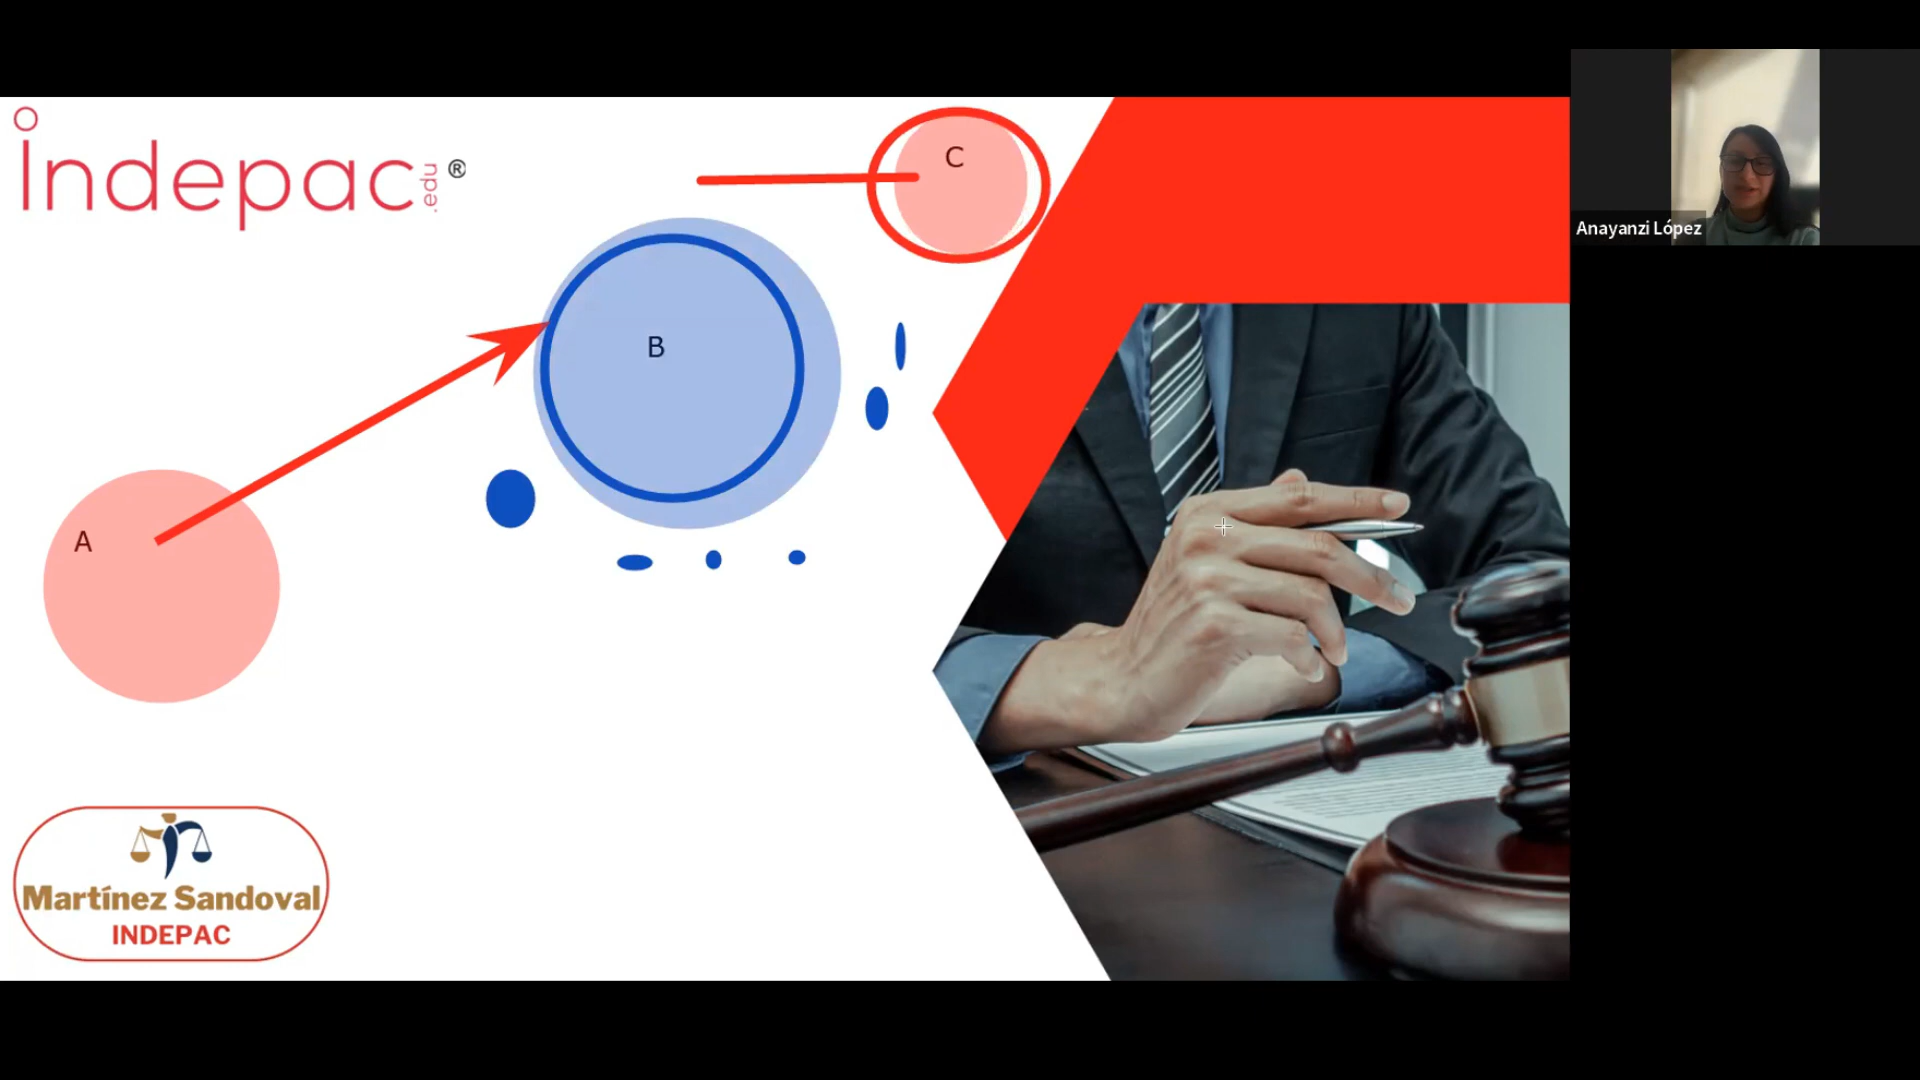 indepac.edu®
C
Anayanzi López
B
A
Martínez Sandoval
INDEPAC